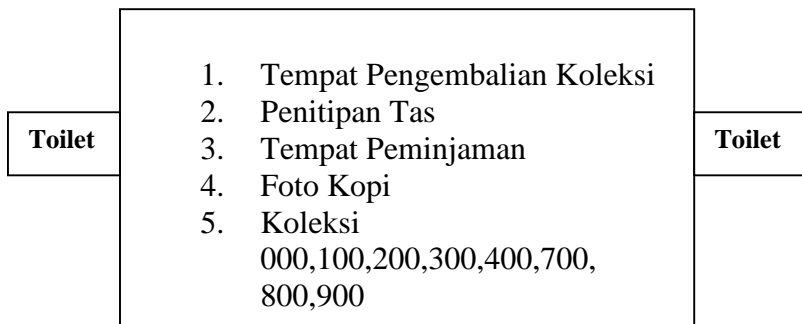 1. Tempat Pengembalian Koleksi
2. Penitipan Tas
Toilet
3. Tempat Peminjaman
Toilet
4. Foto Kopi
5. Koleksi
000,100,200,300,400,700,
800,900